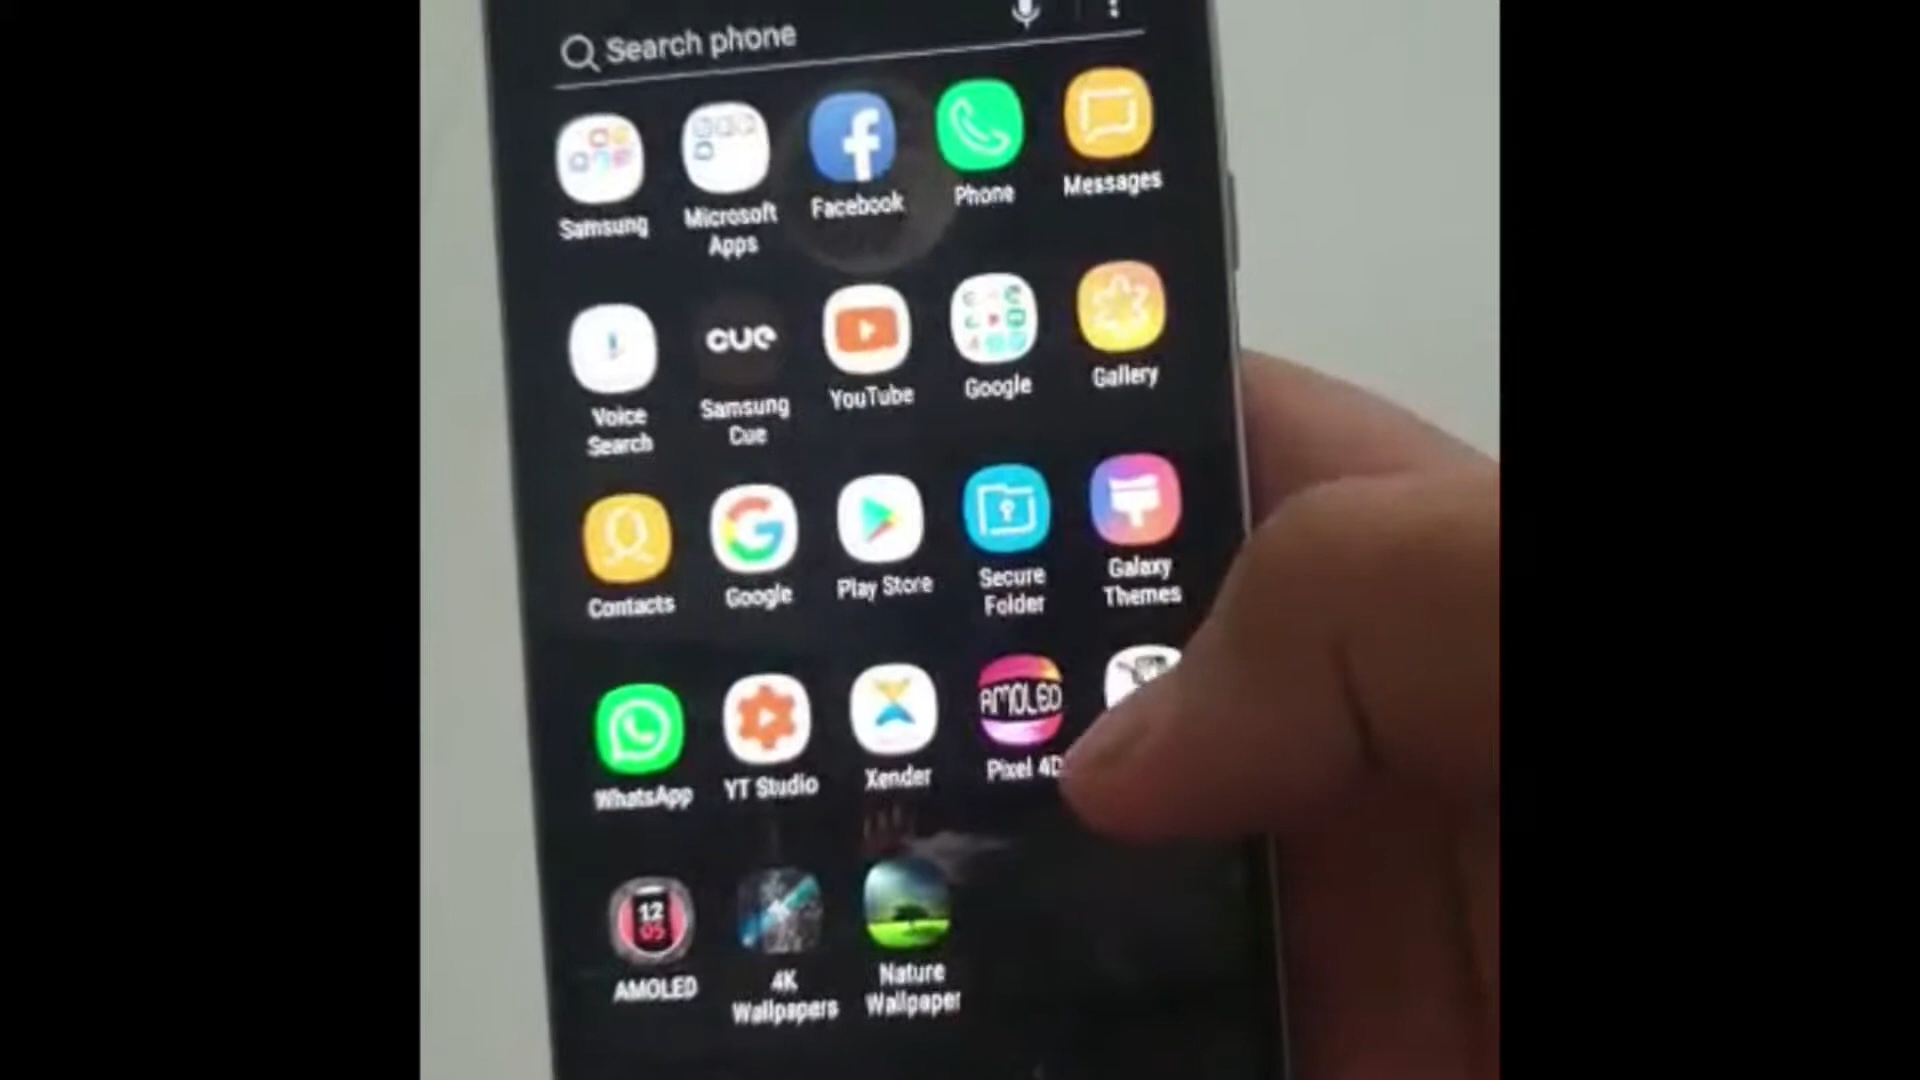 Search phone
Samsung
Microsoft
Apps
Facebook
Phone
Messages
Voice
Search
cue
Samsung
Cue
YouTube
Google
Gallery
Contacts
Google
Play Store
Secure
Folder
Galaxy
Themes
WhatsApp
YT Studio
Xender
AMOLED
Pixel 4D
12
05
AMOLED
4K
Wallpapers
Nature
Wallpaper